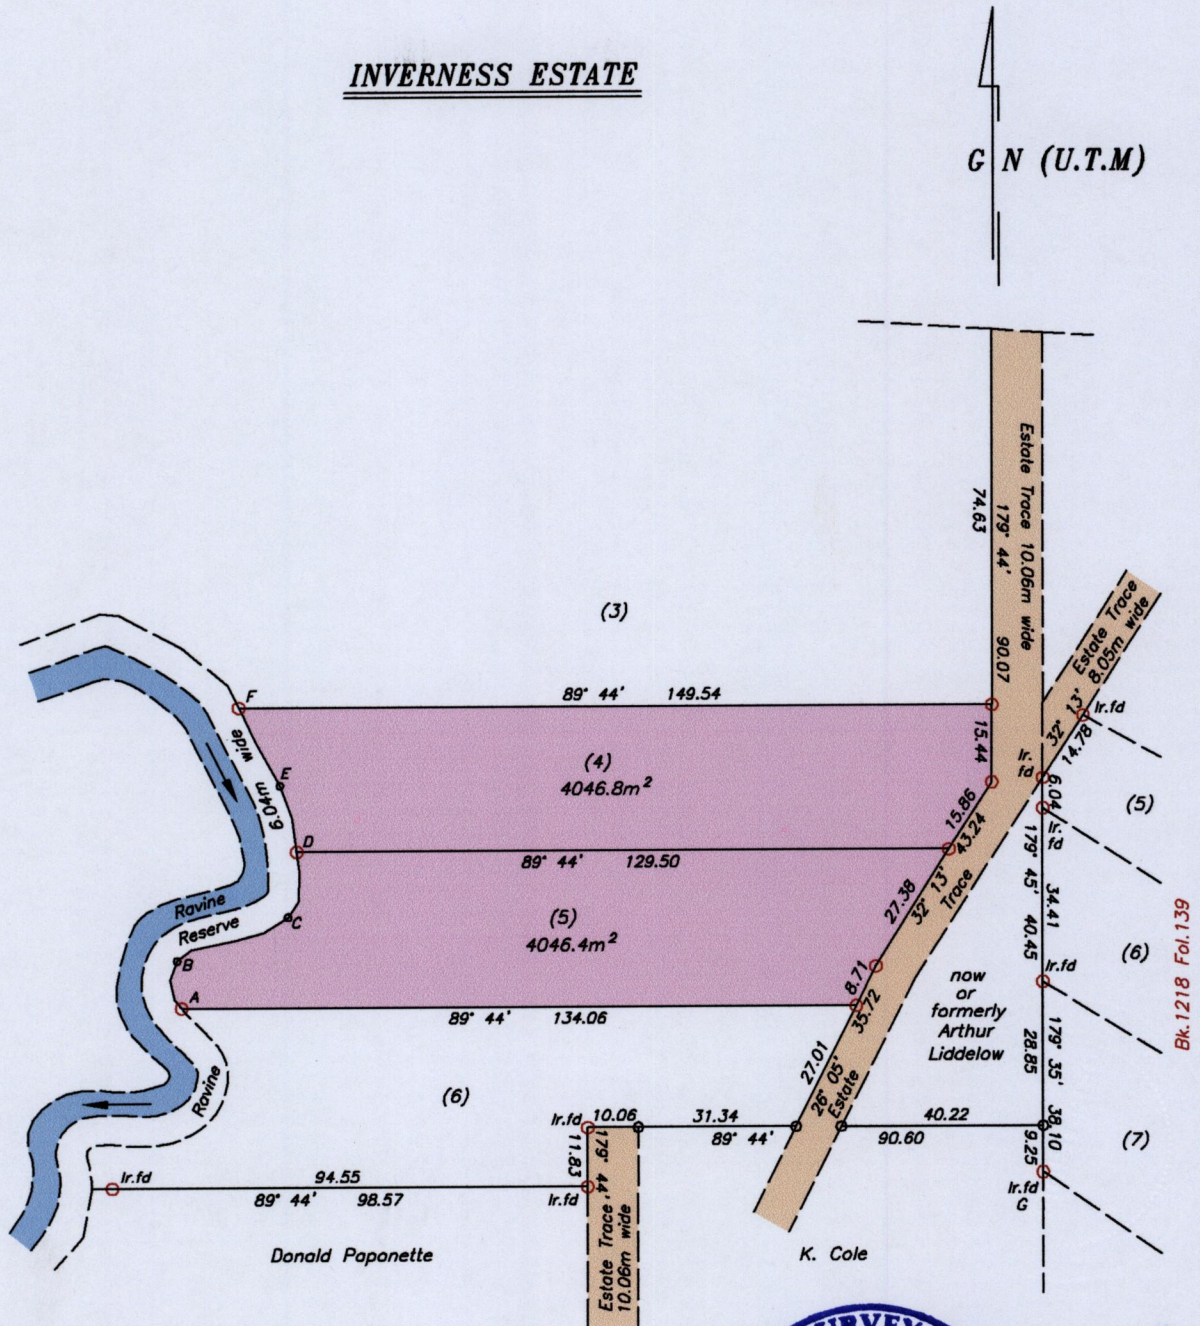 INVERNESS ESTATE
G N (U.T.M)
Estate Trace 10.06m wide
74.63
179° 44'
90.07
(3)
Estate Trace
8.05m wide
32° 13'
14.78
Ir.fd
F
89° 44' 149.54
15.44
wide
6.04m
E
(4)
4046.8m²
Ir.
fd
6.04
(5)
15.86
43.24
D
89° 44' 129.50
Ir.
fd
179° 45'
34.41
40.45
27.38
32° 13'
Trace
Ravine
Reserve
C
(5)
4046.4m²
B
(6)
Ir.fd
Bk.1218 Fol.139
now
or
formerly
Arthur
Liddelow
8.71
35.72
A
89° 44' 134.06
179° 35'
28.85
38.10
27.01
26° 05'
Estate
Ravine
(6)
Ir.fd
10.06
31.34
89° 44'
40.22
90.60
9.25
(7)
11.83
179° 44'
Ir.fd
94.55
89° 44' 98.57
Ir.fd
Ir.fd
G
Estate Trace
10.06m wide
Donald Paponette
K. Cole
SURVEY